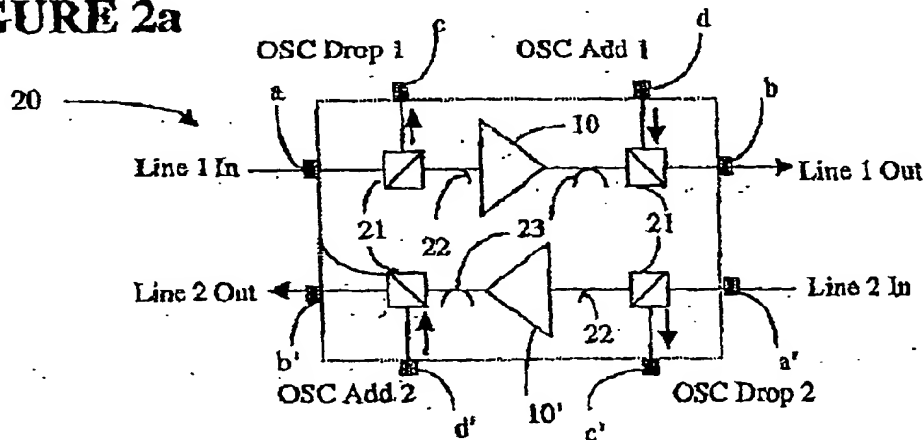 GURE 2a
c
d
OSC Drop 1
OSC Add 1
20
a
10
b
Line 1 In
Line 1 Out
21
22
23
21
Line 2 Out
Line 2 In
22
b'
a'
OSC Add 2
10'
OSC Drop 2
d'
c'